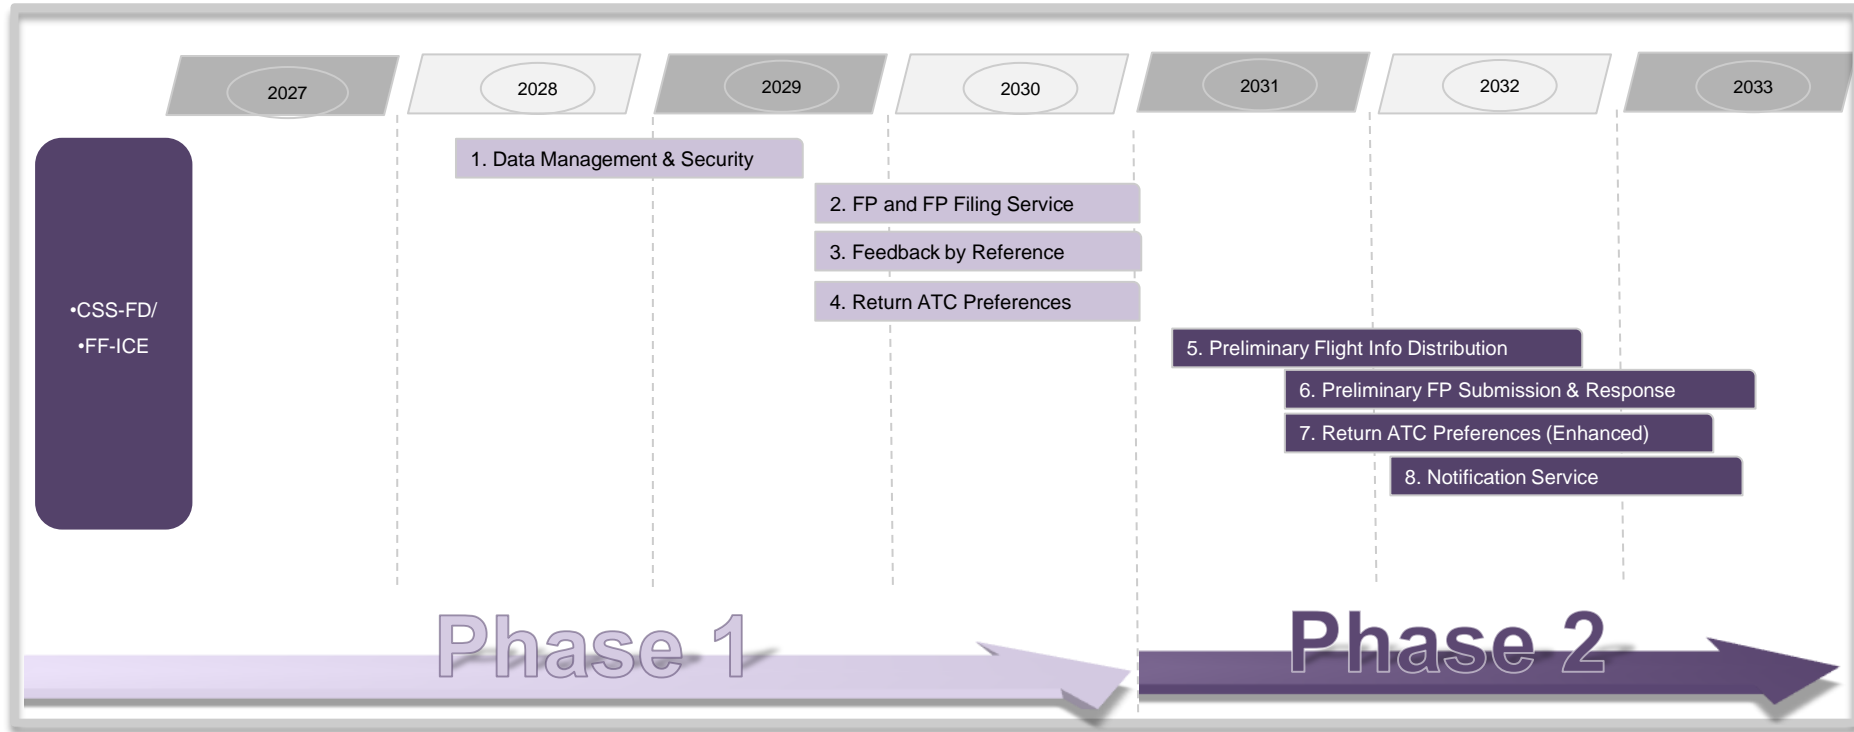 2027
2028
2029
2030
2031
2032
2033
1. Data Management & Security
2. FP and FP Filing Service
3. Feedback by Reference
4. Return ATC Preferences
•CSS-FD/
•FF-ICE
5. Preliminary Flight Info Distribution
6. Preliminary FP Submission & Response
7. Return ATC Preferences (Enhanced)
8. Notification Service
Phase 1
Phase 2